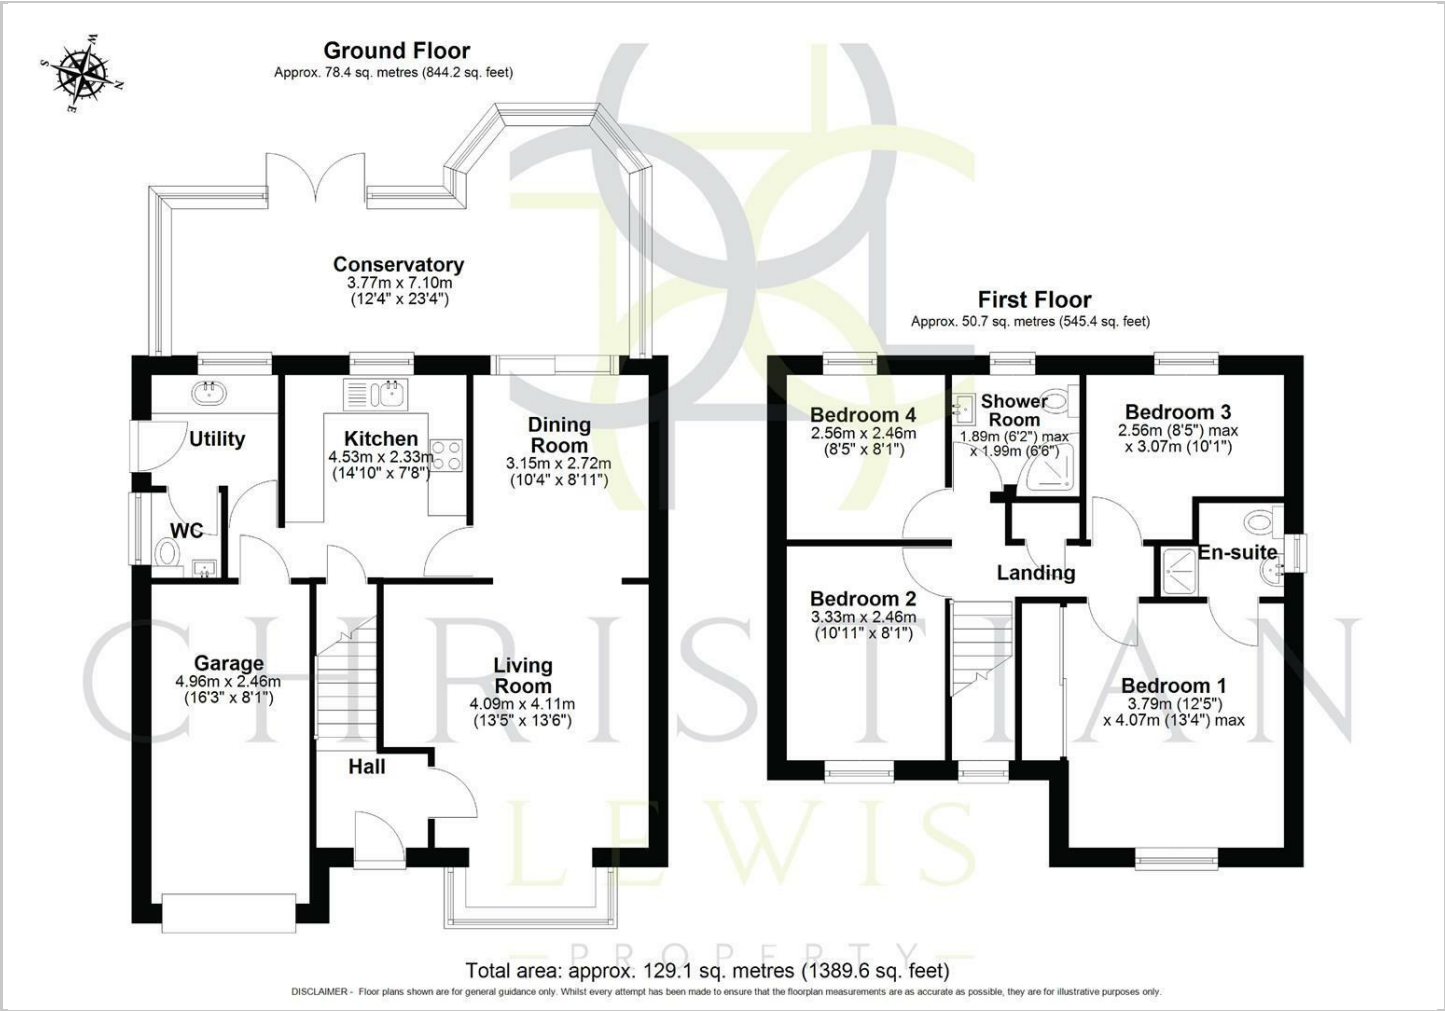 W
S
N
E
Ground Floor
Approx. 78.4 sq. metres (844.2 sq. feet)
Conservatory
3.77m x 7.10m
(12'4" x 23'4")
Utility
Kitchen
4.53m x 2.33m
(14'10" x 7'8")
Dining
Room
3.15m x 2.72m
(10'4" x 8'11")
WC
Garage
4.96m x 2.46m
(16'3" x 8'1")
Living
Room
4.09m x 4.11m
(13'5" x 13'6")
Hall
First Floor
Approx. 50.7 sq. metres (545.4 sq. feet)
Bedroom 4
2.56m x 2.46m
(8'5" x 8'1")
Shower
Room
1.89m (6'2") max
x 1.99m (6'6")
Bedroom 3
2.56m (8'5") max
x 3.07m (10'1")
En-suite
Landing
Bedroom 2
3.33m x 2.46m
(10'11" x 8'1")
Bedroom 1
3.79m (12'5")
x 4.07m (13'4") max
CHRISTIAN
LEWIS
PROPERTY
Total area: approx. 129.1 sq. metres (1389.6 sq. feet)
DISCLAIMER - Floor plans shown are for general guidance only. Whilst every attempt has been made to ensure that the floorplan measurements are as accurate as possible, they are for illustrative purposes only.